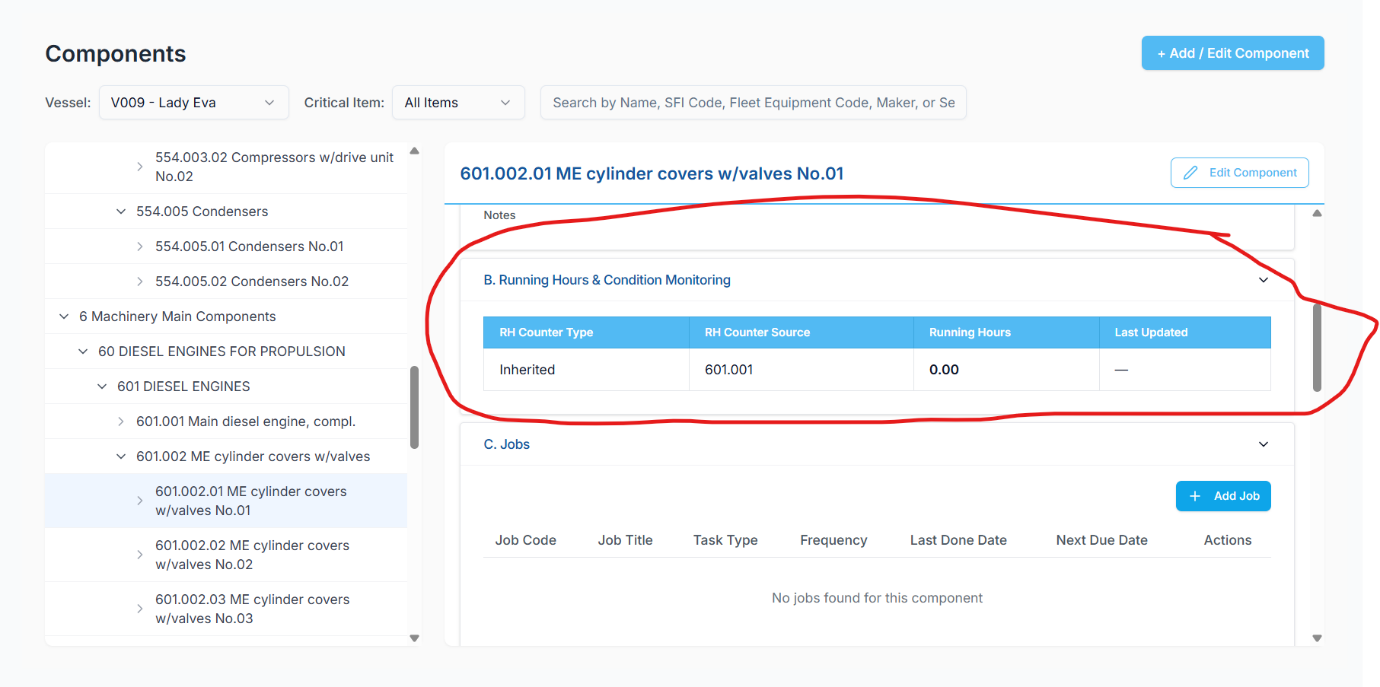 Components
+ Add / Edit Component
Vessel: V009 - Lady Eva Critical Item: All Items Search by Name, SFI Code, Fleet Equipment Code, Maker, or Se
554.003.02 Compressors w/drive unit
No.02
554.005 Condensers
554.005.01 Condensers No.01
554.005.02 Condensers No.02
6 Machinery Main Components
60 DIESEL ENGINES FOR PROPULSION
601 DIESEL ENGINES
601.001 Main diesel engine, compl.
601.002 ME cylinder covers w/valves
601.002.01 ME cylinder covers
w/valves No.01
601.002.02 ME cylinder covers
w/valves No.02
601.002.03 ME cylinder covers
w/valves No.03
601.002.01 ME cylinder covers w/valves No.01
Edit Component
Notes
B. Running Hours & Condition Monitoring
RH Counter Type RH Counter Source Running Hours Last Updated
Inherited 601.001 0.00 —
C. Jobs
+ Add Job
Job Code Job Title Task Type Frequency Last Done Date Next Due Date Actions
No jobs found for this component